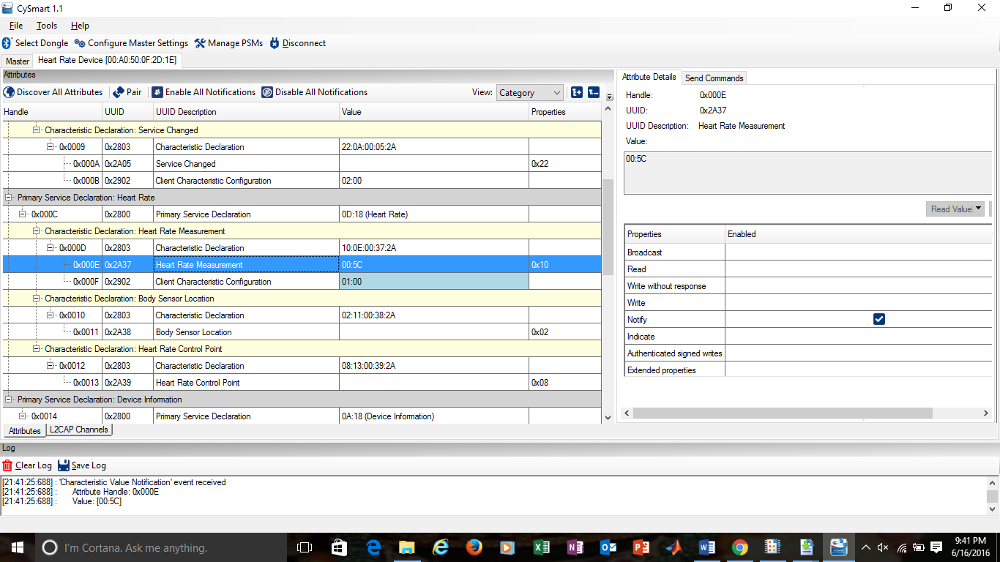 CySmart 1.1
File Tools Help
Select Dongle Configure Master Settings Manage PSMs Disconnect
Master Heart Rate Device [00:A0:50:0F:2D:1E]
Attributes
Discover All Attributes Pair Enable All Notifications Disable All Notifications View: Category
Handle UUID UUID Description Value Properties
Characteristic Declaration: Service Changed
0x0009 0x2803 Characteristic Declaration 22:0A:00:05:2A
0x000A 0x2A05 Service Changed 0x22
0x000B 0x2902 Client Characteristic Configuration 02:00
Primary Service Declaration: Heart Rate
0x000C 0x2800 Primary Service Declaration 0D:18 (Heart Rate)
Characteristic Declaration: Heart Rate Measurement
0x000D 0x2803 Characteristic Declaration 10:0E:00:37:2A
0x000E 0x2A37 Heart Rate Measurement 00:5C 0x10
0x000F 0x2902 Client Characteristic Configuration 01:00
Characteristic Declaration: Body Sensor Location
0x0010 0x2803 Characteristic Declaration 02:11:00:38:2A
0x0011 0x2A38 Body Sensor Location 0x02
Characteristic Declaration: Heart Rate Control Point
0x0012 0x2803 Characteristic Declaration 08:13:00:39:2A
0x0013 0x2A39 Heart Rate Control Point 0x08
Primary Service Declaration: Device Information
0x0014 0x2800 Primary Service Declaration 0A:18 (Device Information)
Attributes L2CAP Channels
Attribute Details Send Commands
Handle: 0x000E
UUID: 0x2A37
UUID Description: Heart Rate Measurement
Value:
00:5C
Read Value
Properties Enabled
Broadcast
Read
Write without response
Write
Notify
Indicate
Authenticated signed writes
Extended properties
Log
Clear Log Save Log
[21:41:25:688] : 'Characteristic Value Notification' event received
[21:41:25:688] : Attribute Handle: 0x000E
[21:41:25:688] : Value: [00:5C]
I'm Cortana. Ask me anything.
9:41 PM
6/16/2016